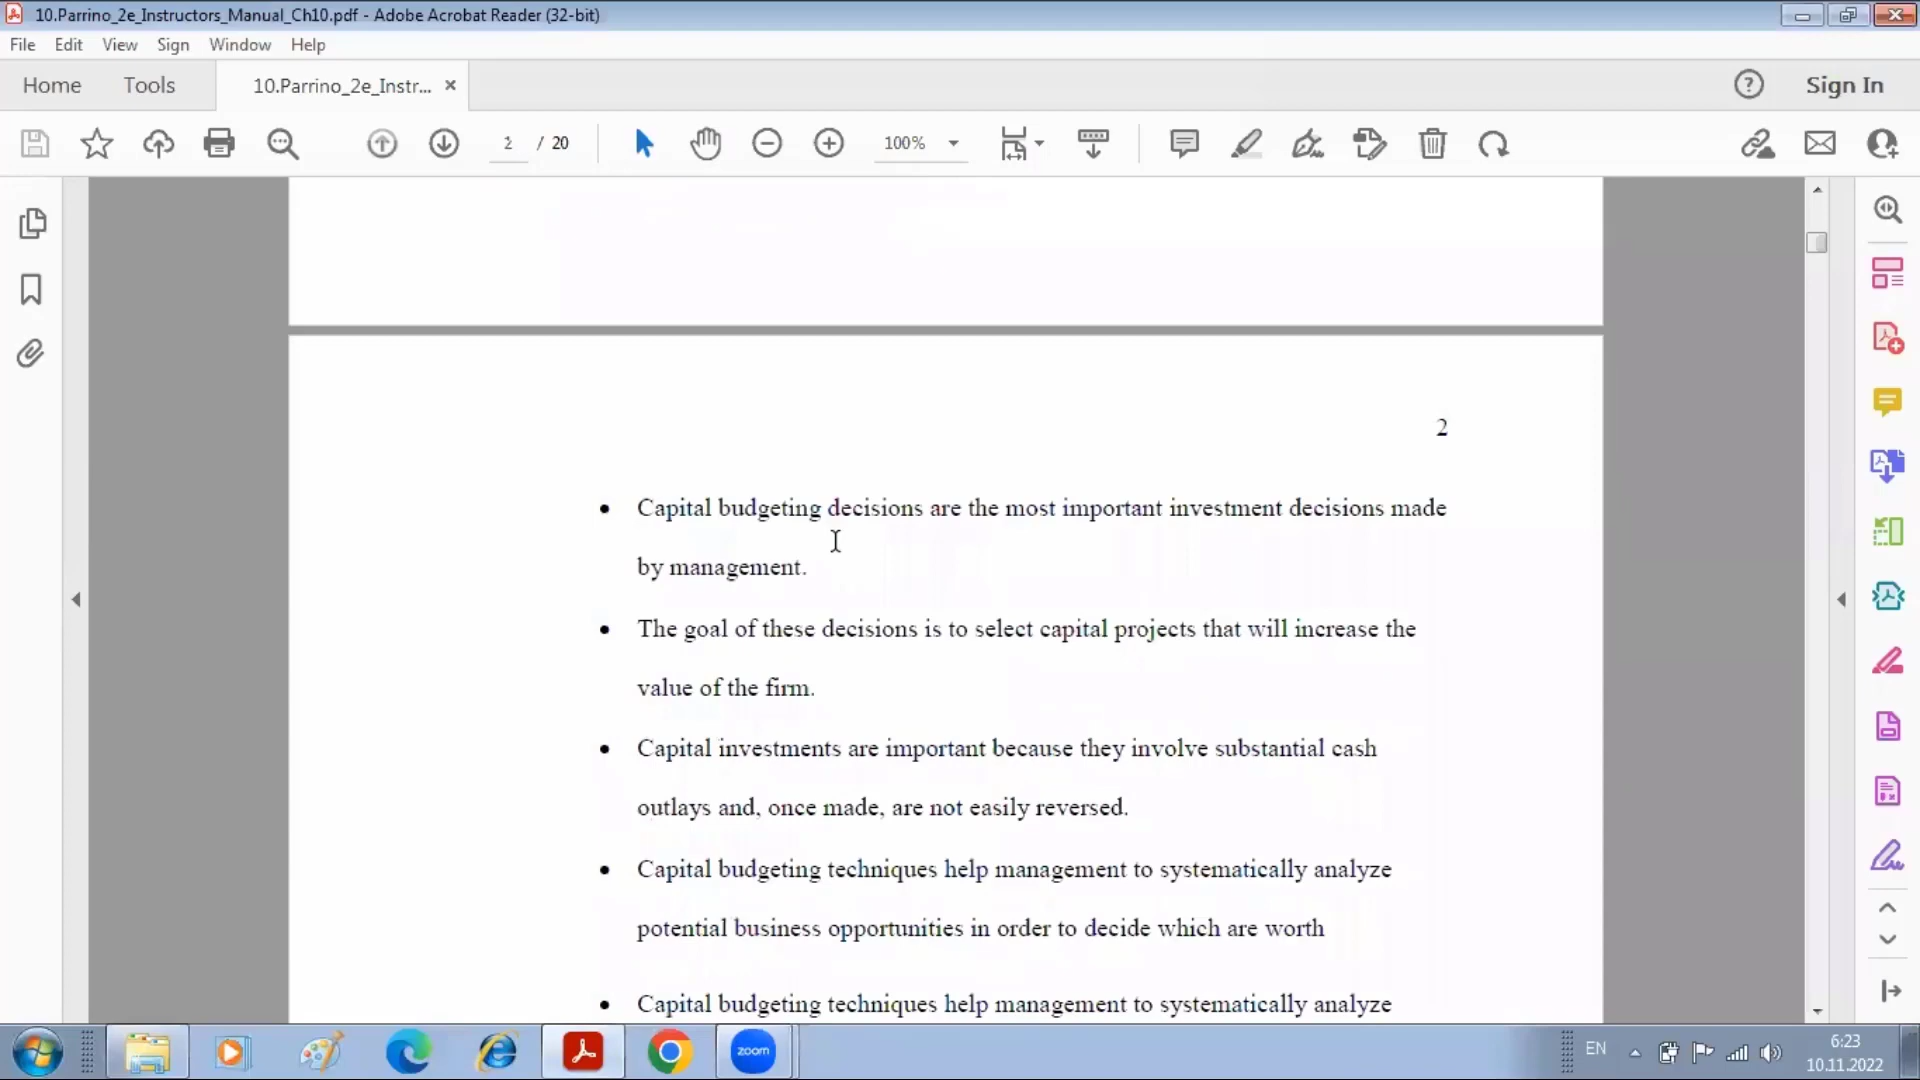 10.Parrino_2e_Instructors_Manual_Ch10.pdf - Adobe Acrobat Reader (32-bit)
File Edit View Sign Window Help
Home Tools 10.Parrino_2e_Instr... Sign In
2 / 20 100%
2
• Capital budgeting decisions are the most important investment decisions made
by management.
• The goal of these decisions is to select capital projects that will increase the
value of the firm.
• Capital investments are important because they involve substantial cash
outlays and, once made, are not easily reversed.
• Capital budgeting techniques help management to systematically analyze
potential business opportunities in order to decide which are worth
• Capital budgeting techniques help management to systematically analyze
zoom
EN
6:23
10.11.2022